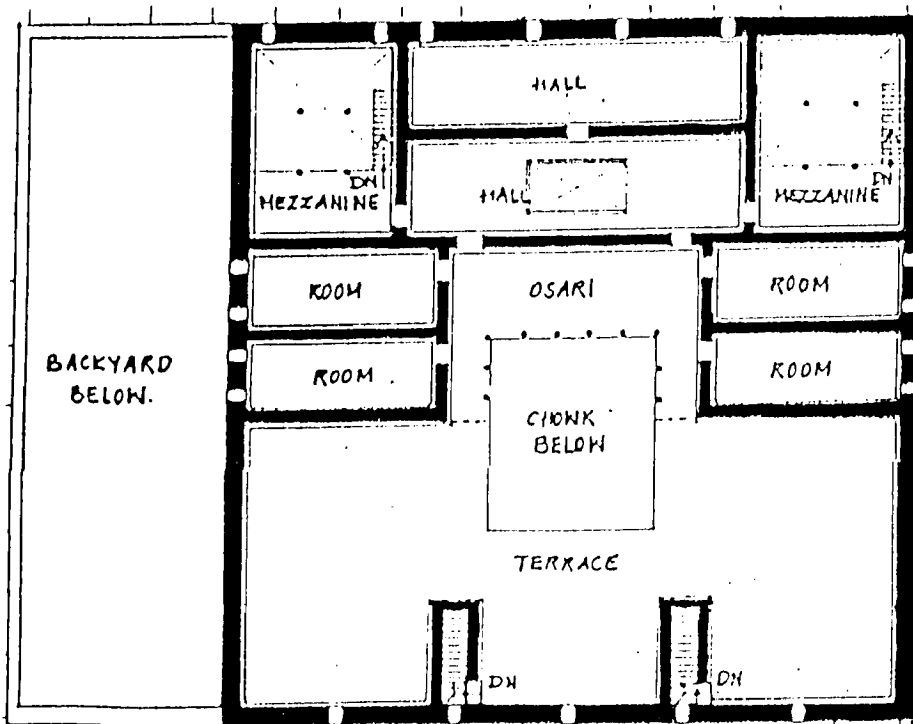 HALL
DN
MEZZANINE
HALL
DN
MEZZANINE
ROOM
OSARI
ROOM
BACKYARD
BELOW.
ROOM
CHOWK
BELOW
ROOM
TERRACE
DN
DN